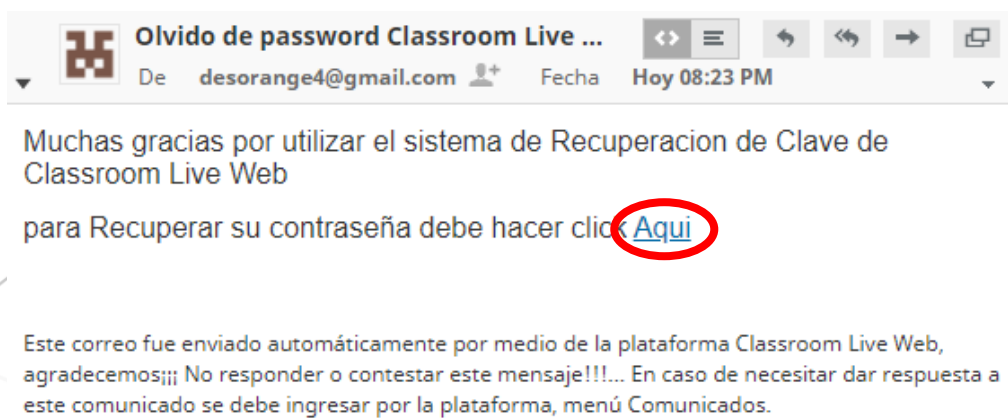 Olvido de password Classroom Live ...
De desorange4@gmail.com Fecha Hoy 08:23 PM
Muchas gracias por utilizar el sistema de Recuperacion de Clave de
Classroom Live Web
para Recuperar su contraseña debe hacer click Aqui
Este correo fue enviado automáticamente por medio de la plataforma Classroom Live Web,
agradecemos¡¡¡ No responder o contestar este mensaje!!!... En caso de necesitar dar respuesta a
este comunicado se debe ingresar por la plataforma, menú Comunicados.